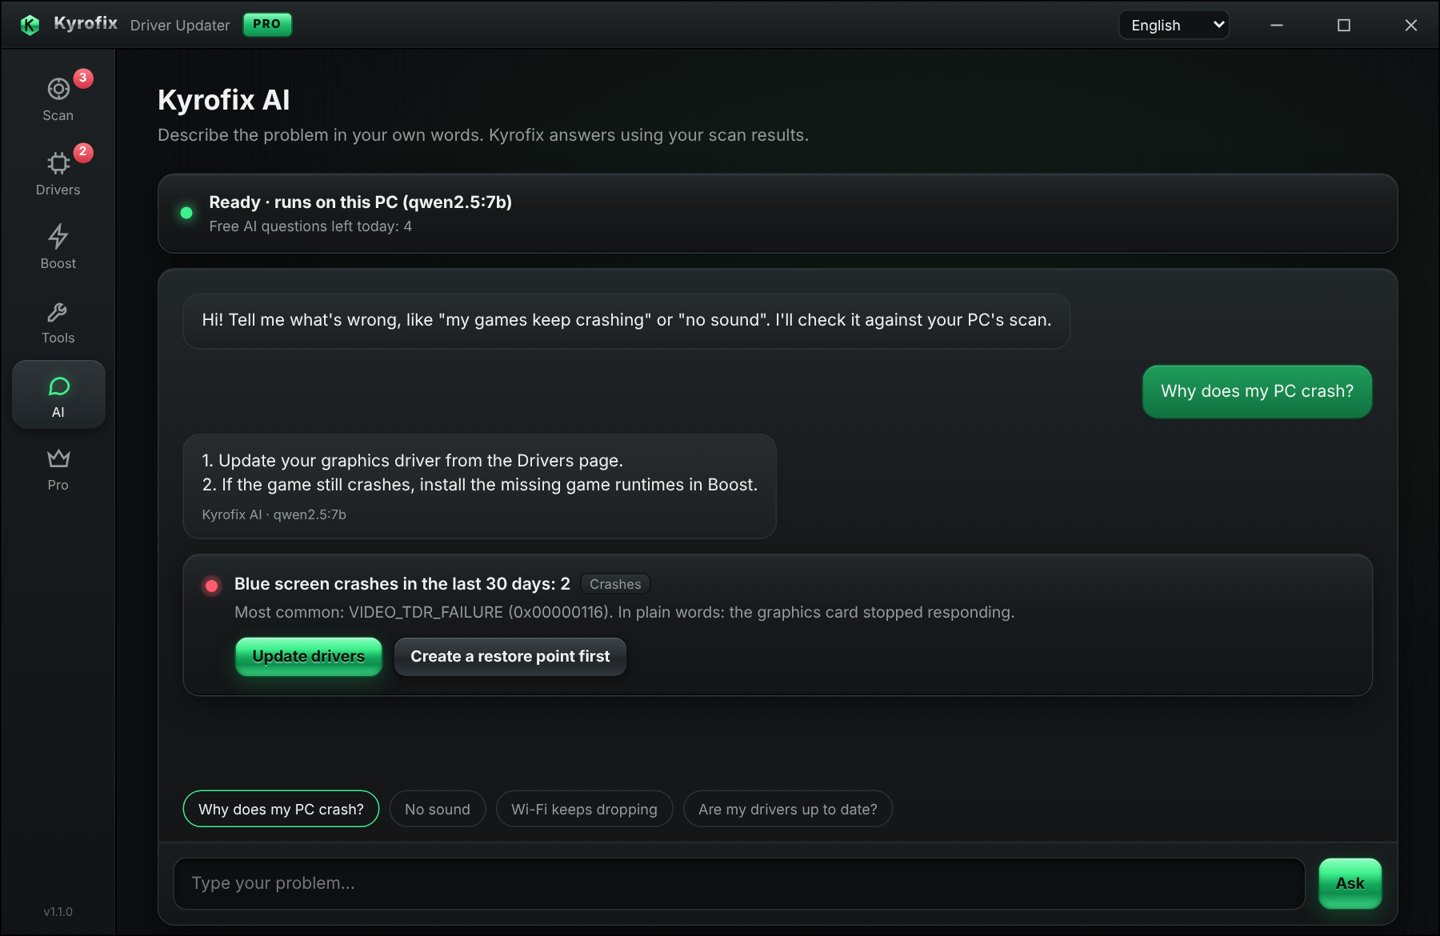 Kyrofix Driver Updater PRO
English
3
Scan
2
Drivers
Boost
Tools
AI
Pro
v1.1.0
Kyrofix AI
Describe the problem in your own words. Kyrofix answers using your scan results.
Ready · runs on this PC (qwen2.5:7b)
Free AI questions left today: 4
Hi! Tell me what's wrong, like "my games keep crashing" or "no sound". I'll check it against your PC's scan.
Why does my PC crash?
1. Update your graphics driver from the Drivers page.
2. If the game still crashes, install the missing game runtimes in Boost.
Kyrofix AI · qwen2.5:7b
Blue screen crashes in the last 30 days: 2 Crashes
Most common: VIDEO_TDR_FAILURE (0x00000116). In plain words: the graphics card stopped responding.
Update drivers Create a restore point first
Why does my PC crash? No sound Wi-Fi keeps dropping Are my drivers up to date?
Type your problem...
Ask